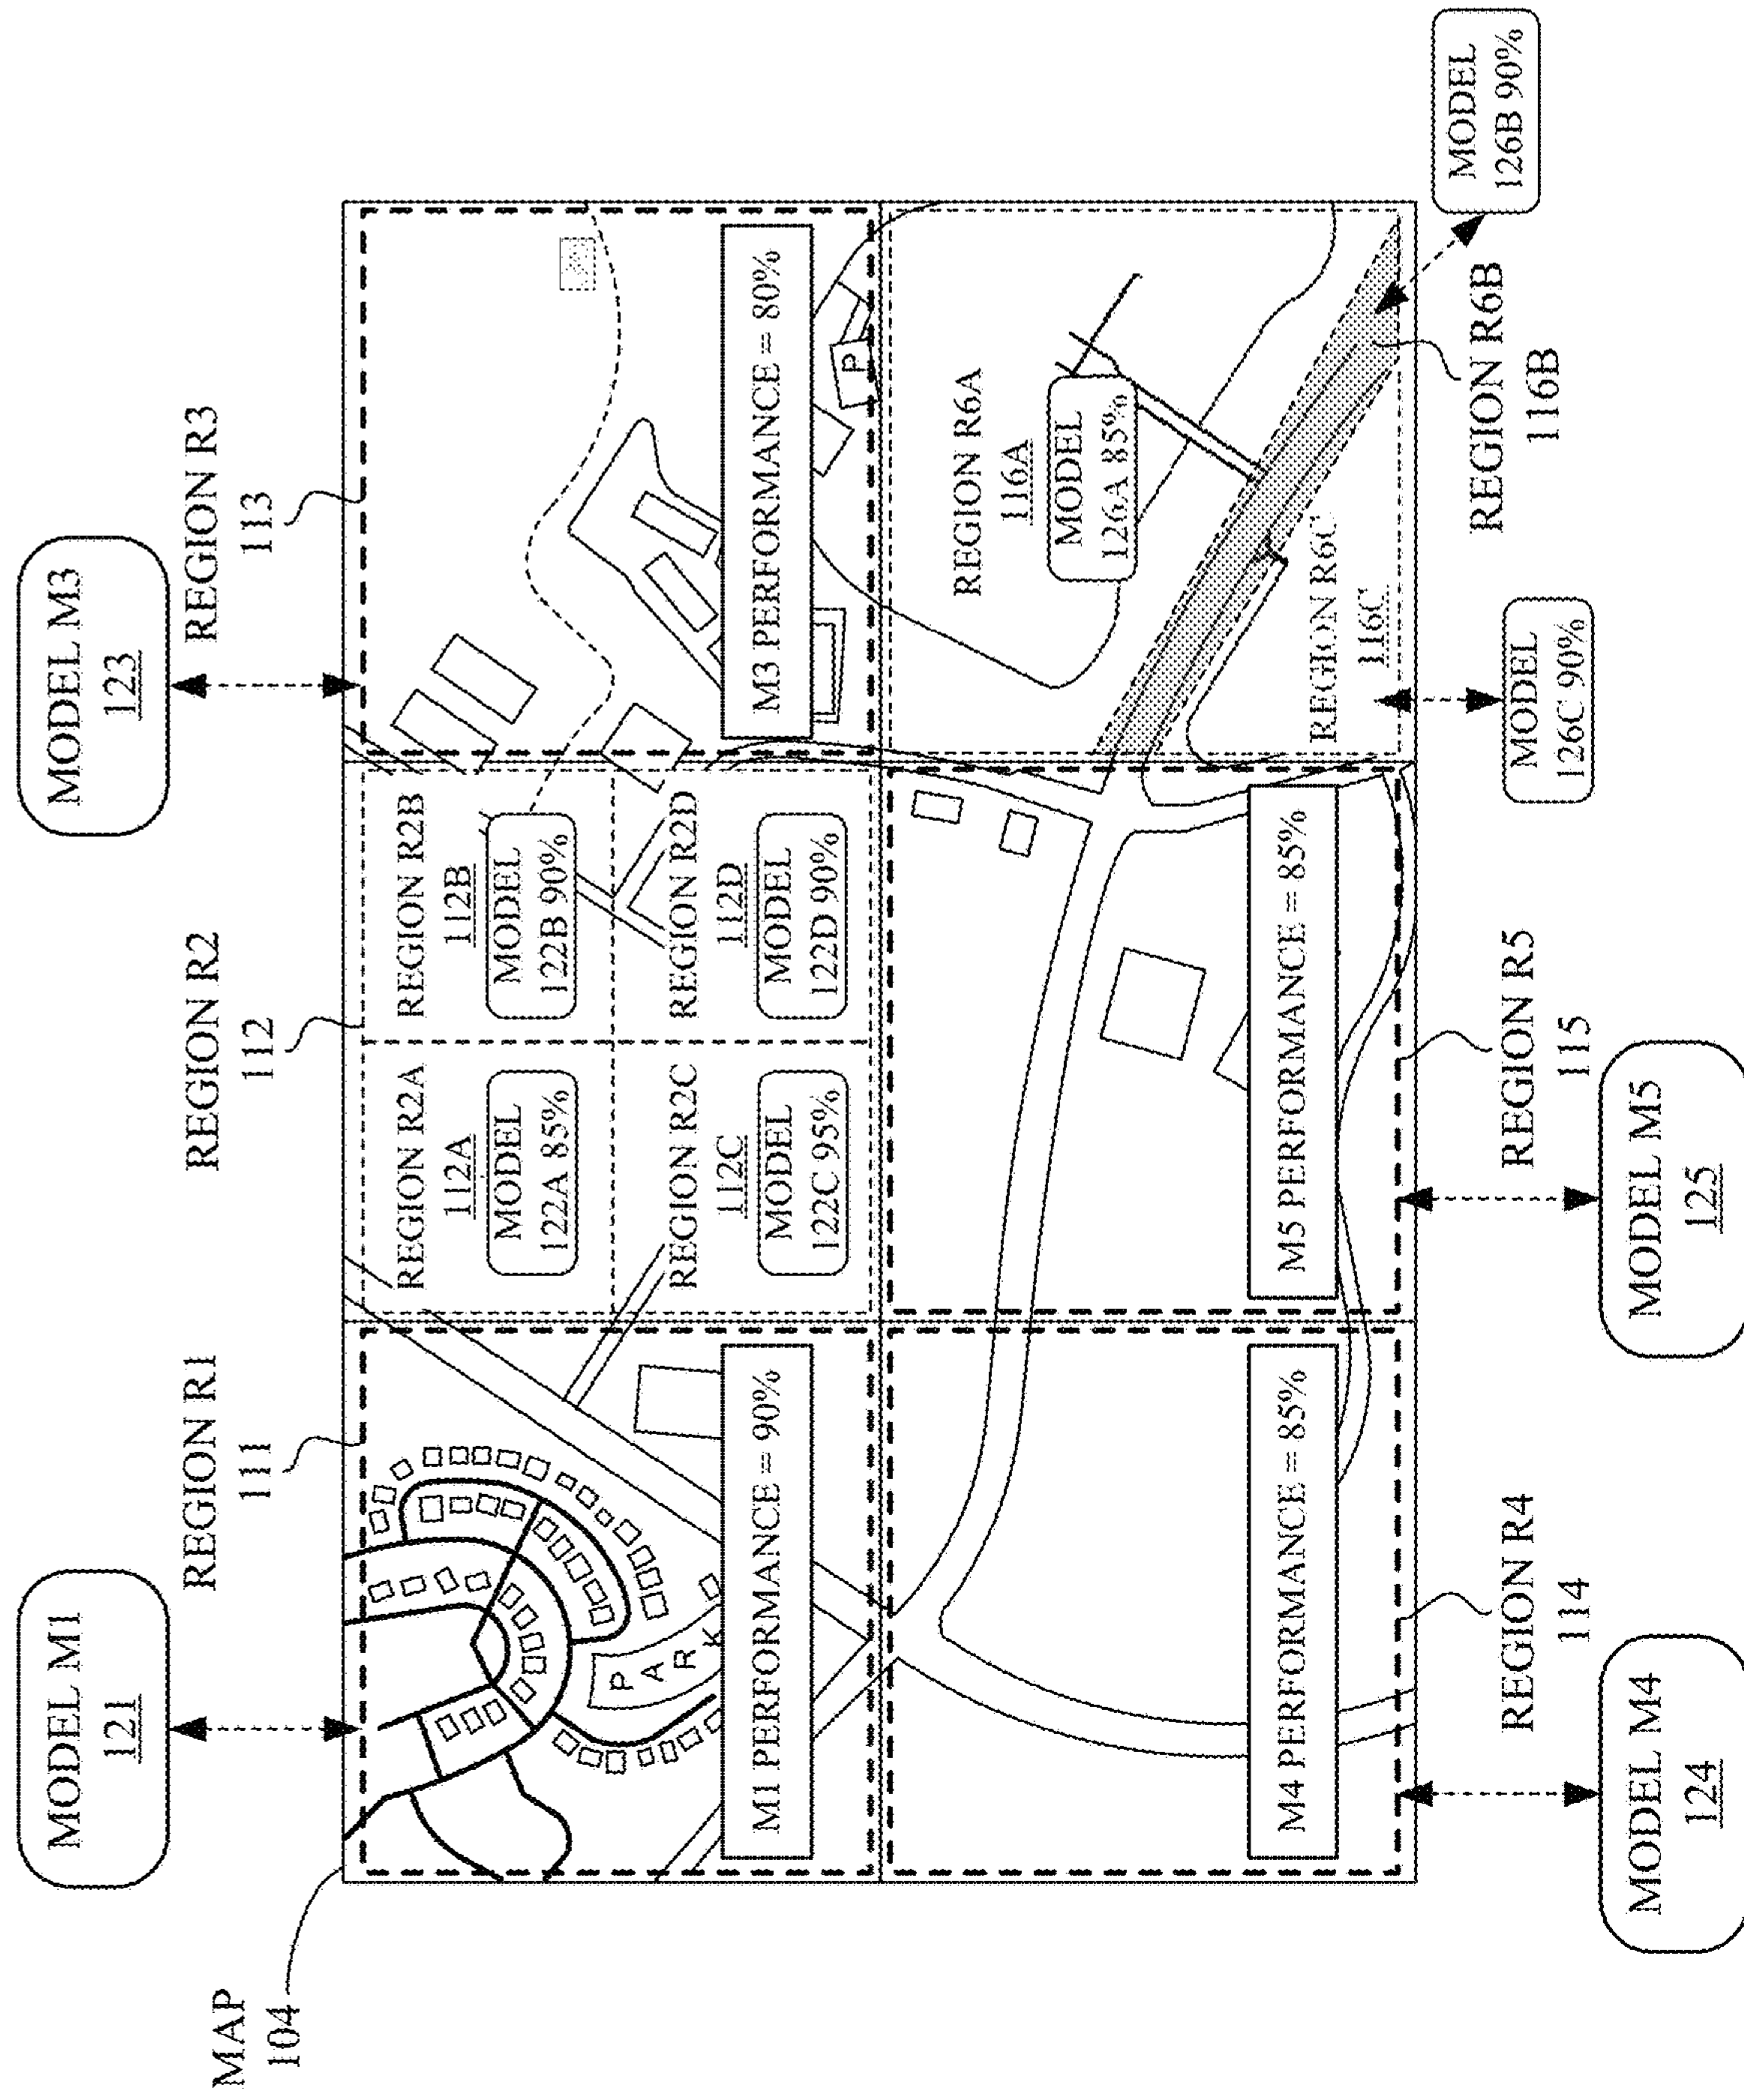 MAP
104
MODEL M1
121
MODEL M3
123
REGION R1
111
REGION R2
112
REGION R3
113
PARK
M1 PERFORMANCE = 90%
REGION R2A
112A
MODEL
122A 85%
REGION R2B
112B
MODEL
122B 90%
REGION R2C
112C
MODEL
122C 95%
REGION R2D
112D
MODEL
122D 90%
M3 PERFORMANCE = 80%
P
M4 PERFORMANCE = 85%
M5 PERFORMANCE = 85%
REGION R6A
116A
MODEL
126A 85%
REGION R6C
116C
REGION R4
114
REGION R5
115
MODEL
126C 90%
REGION R6B
116B
MODEL
126B 90%
MODEL M4
124
MODEL M5
125